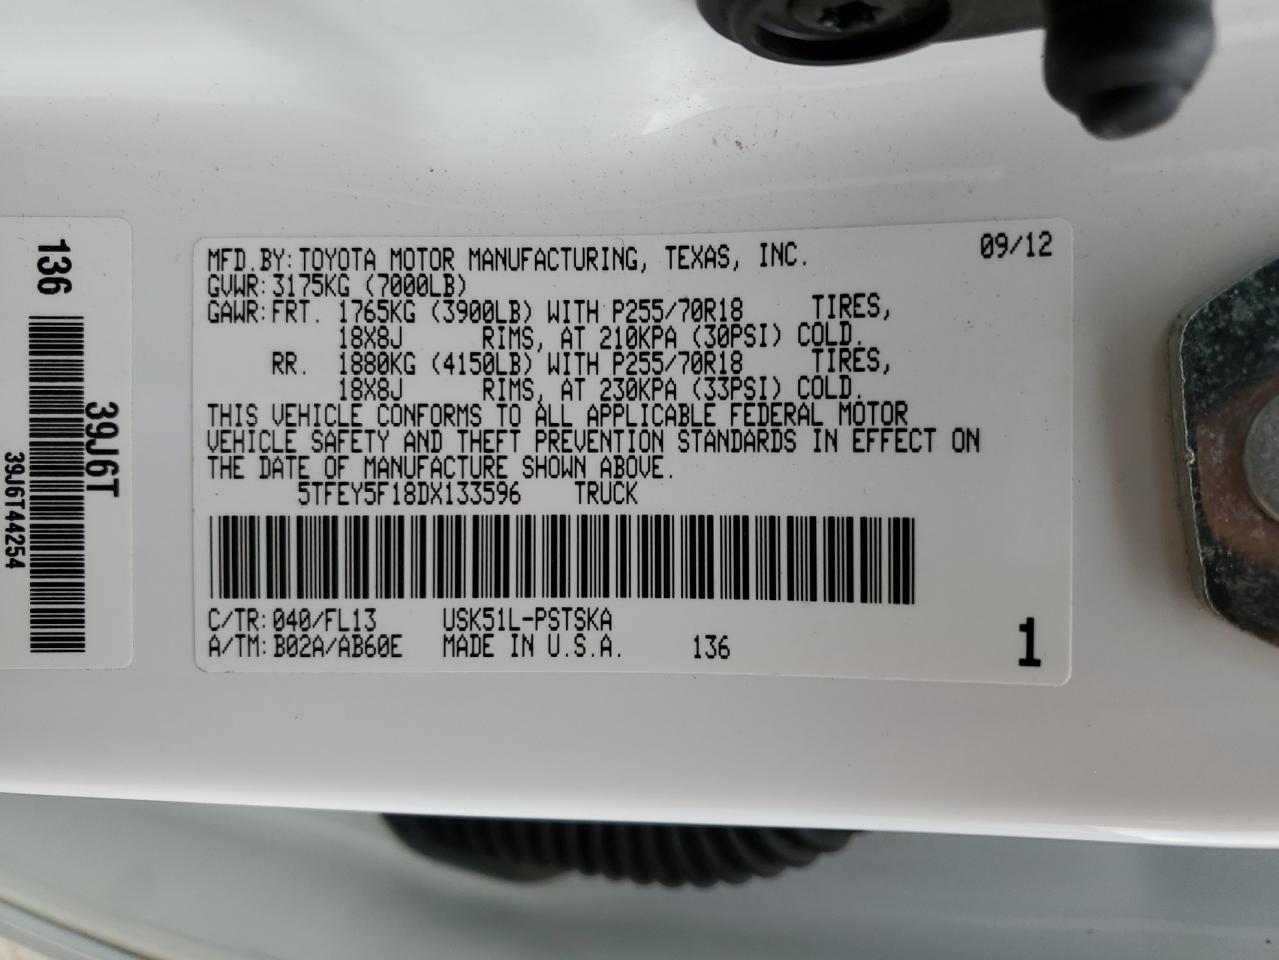 MFD.BY:TOYOTA MOTOR MANUFACTURING, TEXAS, INC. 09/12
GVWR:3175KG (7000LB)
GAWR:FRT. 1765KG (3900LB) WITH P255/70R18 TIRES,
18X8J RIMS, AT 210KPA (30PSI) COLD.
RR. 1880KG (4150LB) WITH P255/70R18 TIRES,
18X8J RIMS, AT 230KPA (33PSI) COLD.
THIS VEHICLE CONFORMS TO ALL APPLICABLE FEDERAL MOTOR
VEHICLE SAFETY AND THEFT PREVENTION STANDARDS IN EFFECT ON
THE DATE OF MANUFACTURE SHOWN ABOVE.
5TFEY5F18DX133596 TRUCK
C/TR:040/FL13 USK51L-PSTSKA
A/TM:B02A/AB60E MADE IN U.S.A. 136 1
136
39J6T
39J6T44254